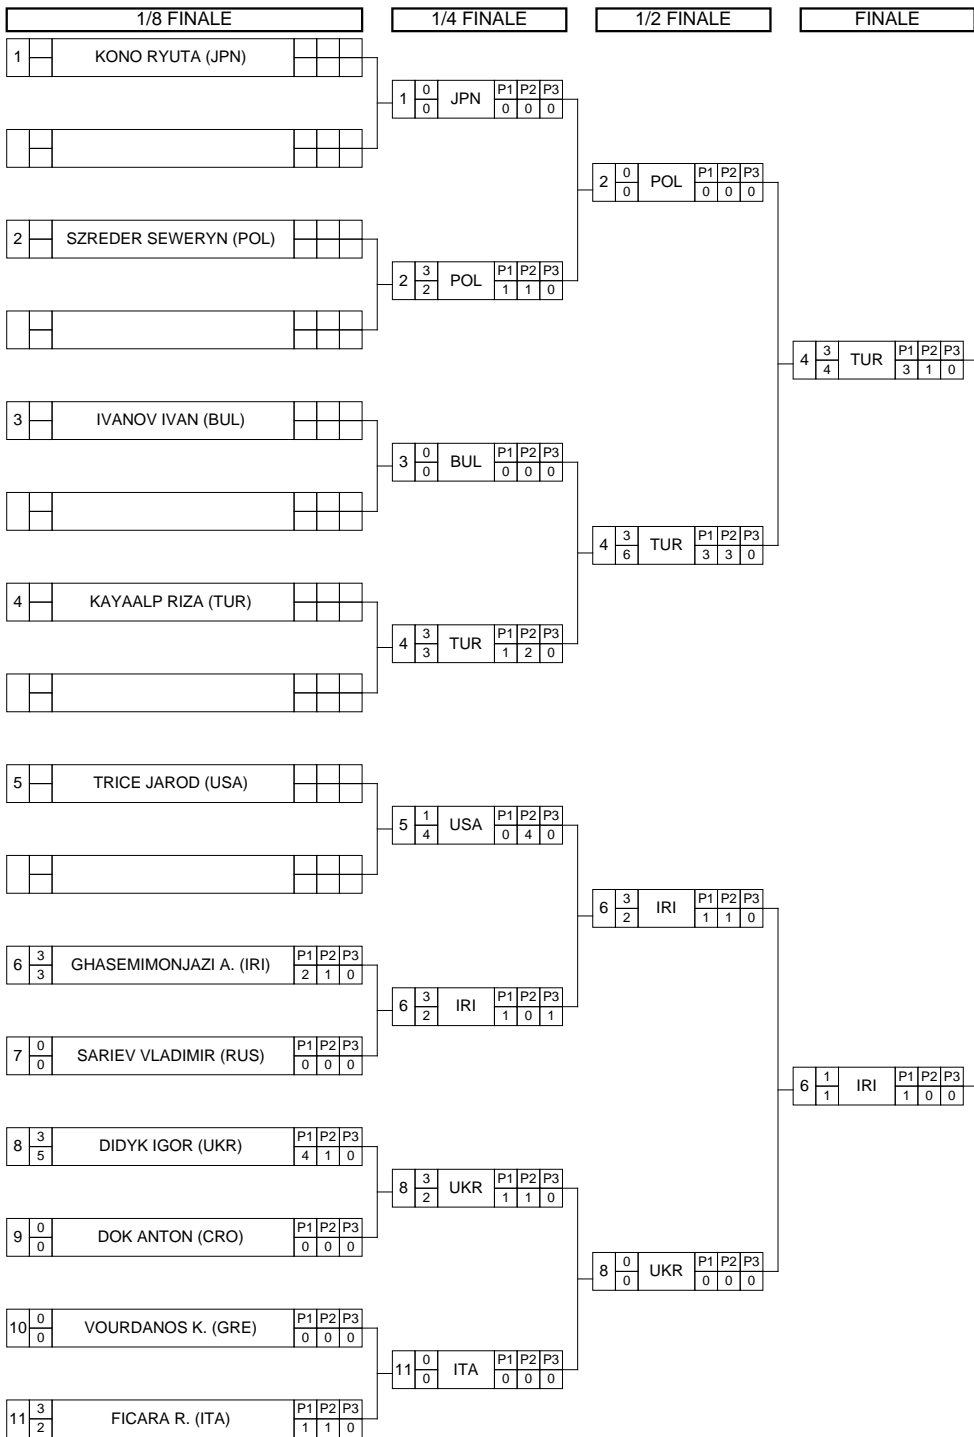 1/8 FINALE 1/4 FINALE 1/2 FINALE FINALE
1 KONO RYUTA (JPN)
1 0 JPN P1 P2 P3
0 0 0 0
2 0 POL P1 P2 P3
0 0 0 0
2 SZREDER SEWERYN (POL)
2 3 POL P1 P2 P3
2 1 1 0
4 3 TUR P1 P2 P3
4 3 1 0
3 IVANOV IVAN (BUL)
3 0 BUL P1 P2 P3
0 0 0 0
4 3 TUR P1 P2 P3
6 3 3 0
4 KAYAALP RIZA (TUR)
4 3 TUR P1 P2 P3
3 1 2 0
5 TRICE JAROD (USA)
5 1 USA P1 P2 P3
4 0 4 0
6 3 IRI P1 P2 P3
2 1 1 0
6 3 GHASEMIMONJAZI A. (IRI) P1 P2 P3
3 2 1 0
6 3 IRI P1 P2 P3
2 1 0 1
7 0 SARIEV VLADIMIR (RUS) P1 P2 P3
0 0 0 0
6 1 IRI P1 P2 P3
1 1 0 0
8 3 DIDYK IGOR (UKR) P1 P2 P3
5 4 1 0
8 3 UKR P1 P2 P3
2 1 1 0
9 0 DOK ANTON (CRO) P1 P2 P3
0 0 0 0
8 0 UKR P1 P2 P3
0 0 0 0
10 0 VOURDANOS K. (GRE) P1 P2 P3
0 0 0 0
11 0 ITA P1 P2 P3
0 0 0 0
11 3 FICARA R. (ITA) P1 P2 P3
2 1 1 0